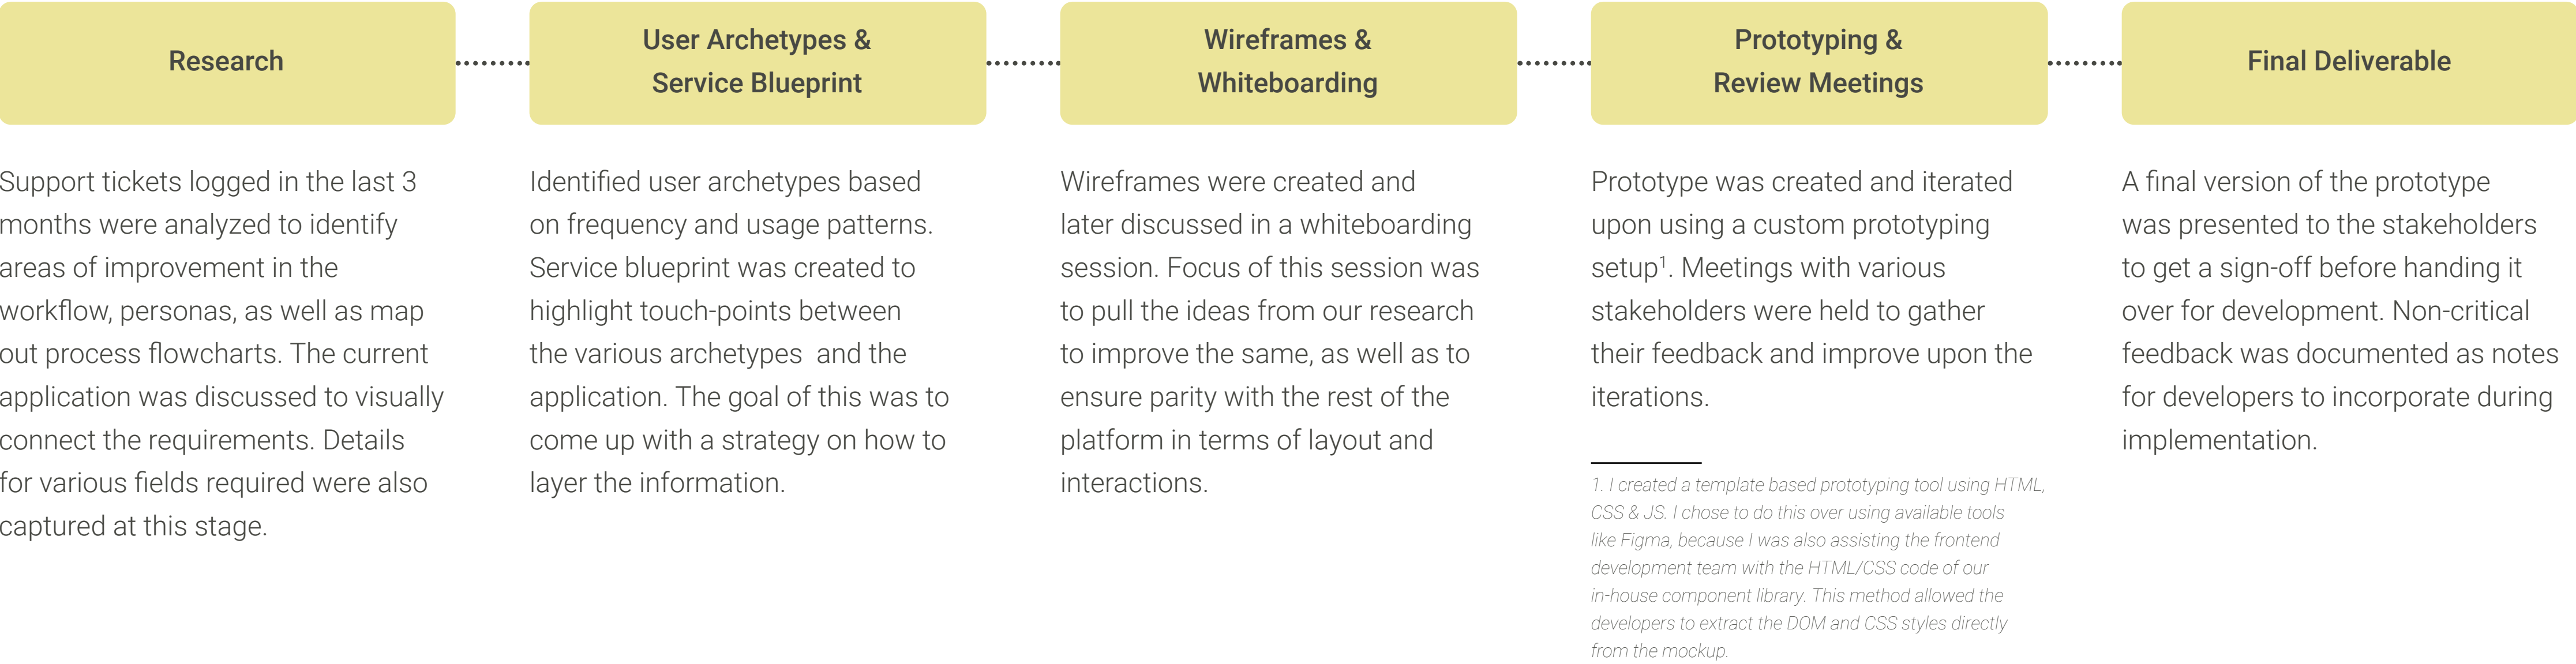 Research
Support tickets logged in the last 3
months were analyzed to identify
areas of improvement in the
workflow, personas, as well as map
out process flowcharts. The current
application was discussed to visually
connect the requirements. Details
for various fields required were also
captured at this stage.
User Archetypes &
Service Blueprint
Identified user archetypes based
on frequency and usage patterns.
Service blueprint was created to
highlight touch-points between
the various archetypes  and the
application. The goal of this was to
come up with a strategy on how to
layer the information.
Wireframes &
Whiteboarding
Wireframes were created and
later discussed in a whiteboarding
session. Focus of this session was
to pull the ideas from our research
to improve the same, as well as to
ensure parity with the rest of the
platform in terms of layout and
interactions.
Prototyping &
Review Meetings
Prototype was created and iterated
upon using a custom prototyping
setup¹. Meetings with various
stakeholders were held to gather
their feedback and improve upon the
iterations.
1. I created a template based prototyping tool using HTML,
CSS & JS. I chose to do this over using available tools
like Figma, because I was also assisting the frontend
development team with the HTML/CSS code of our
in-house component library. This method allowed the
developers to extract the DOM and CSS styles directly
from the mockup.
Final Deliverable
A final version of the prototype
was presented to the stakeholders
to get a sign-off before handing it
over for development. Non-critical
feedback was documented as notes
for developers to incorporate during
implementation.